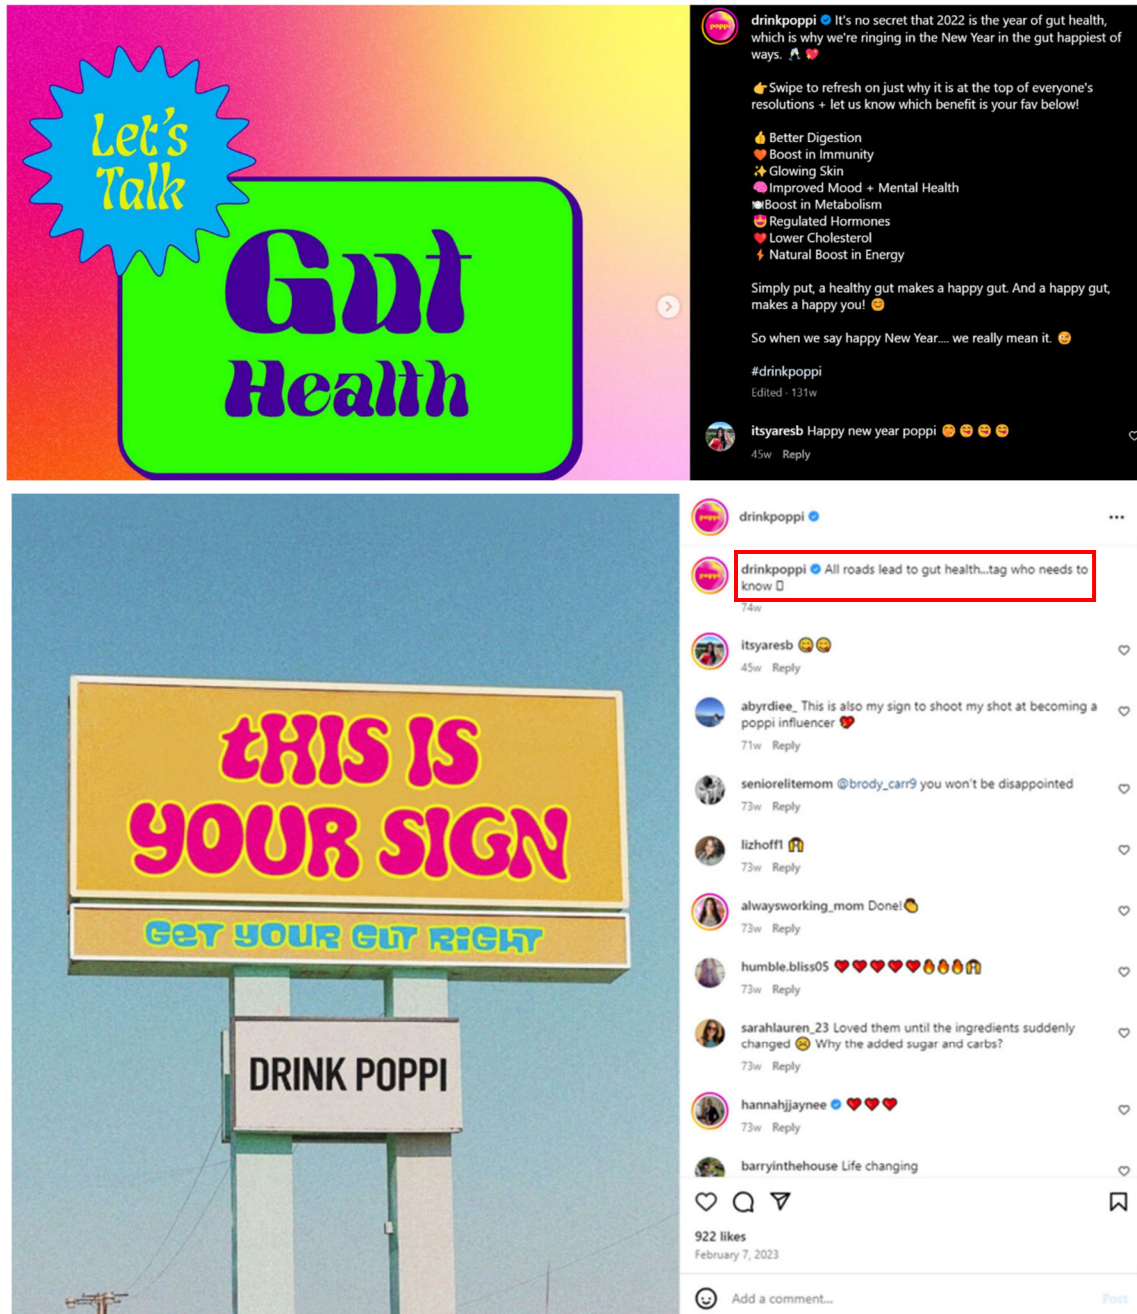 Let's
Talk
Gut
Health
drinkpoppi It's no secret that 2022 is the year of gut health,
which is why we're ringing in the New Year in the gut happiest of
ways. 🥂 💖
👉Swipe to refresh on just why it is at the top of everyone's
resolutions + let us know which benefit is your fav below!
👍 Better Digestion
🧡 Boost in Immunity
✨ Glowing Skin
🧠Improved Mood + Mental Health
🍽Boost in Metabolism
😍 Regulated Hormones
❤️ Lower Cholesterol
⚡ Natural Boost in Energy
Simply put, a healthy gut makes a happy gut. And a happy gut,
makes a happy you! 😊
So when we say happy New Year.... we really mean it. 😉
#drinkpoppi
Edited · 131w
itsyaresb Happy new year poppi 🤭 😋 😋 😋
45w Reply
tHIS IS
YOUR SIGN
GET YOUR GUT RIGHT
DRINK POPPI
poppi
drinkpoppi
drinkpoppi All roads lead to gut health...tag who needs to
know
74w
itsyaresb 😋😋
45w Reply
abyrdiee_ This is also my sign to shoot my shot at becoming a
poppi influencer 💖
71w Reply
seniorelitemom @brody_carr9 you won't be disappointed
73w Reply
lizhoff1 🙌
73w Reply
alwaysworking_mom Done!👏
73w Reply
humble.bliss05 ❤️❤️❤️❤️❤️🔥🔥🔥🙌
73w Reply
sarahlauren_23 Loved them until the ingredients suddenly
changed 😢 Why the added sugar and carbs?
73w Reply
hannahjjaynee ❤️❤️❤️
73w Reply
barryinthehouse Life changing
922 likes
February 7, 2023
Add a comment...
Post